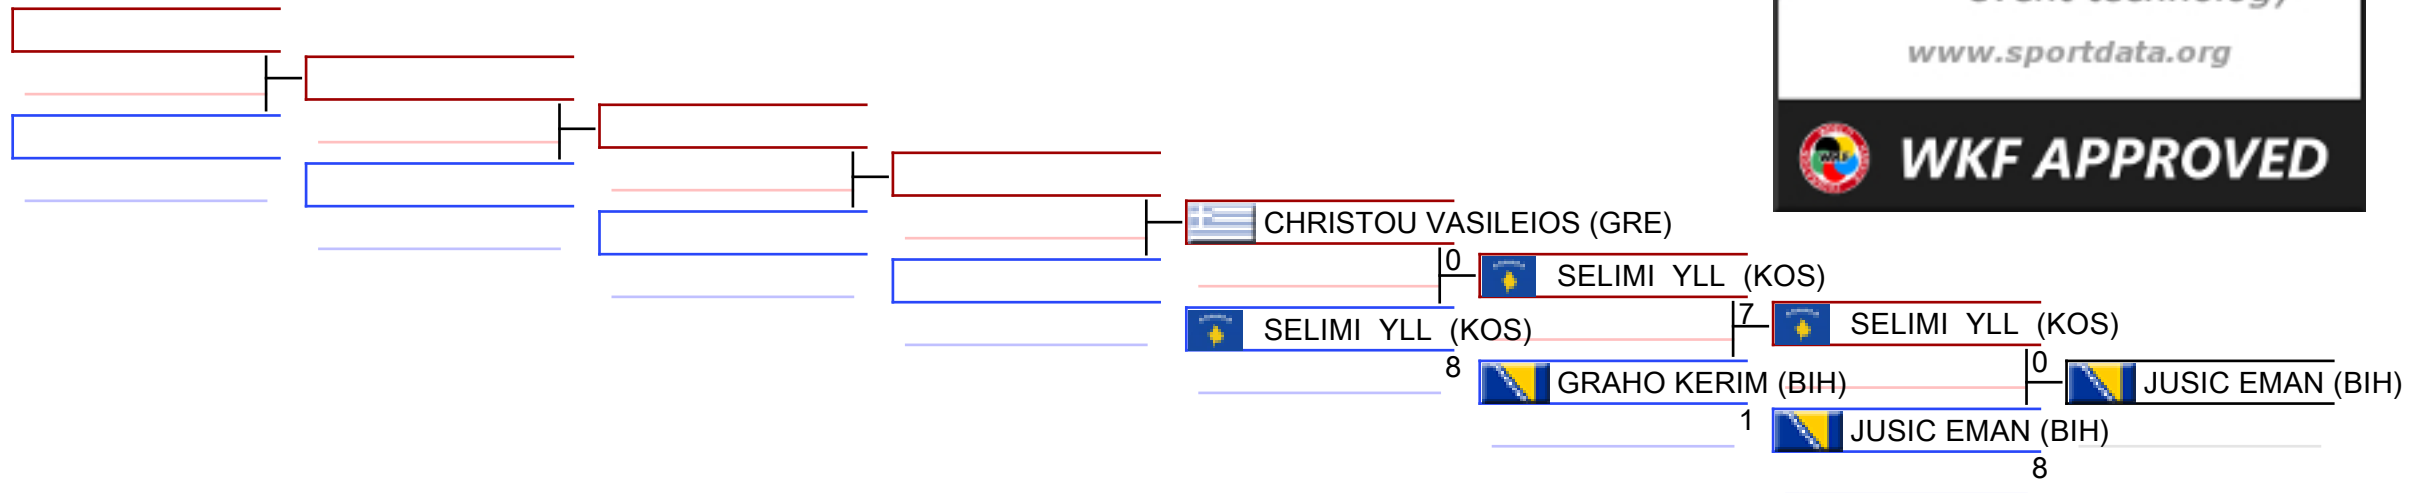 www.sportdata.org
WKF APPROVED
CHRISTOU VASILEIOS (GRE)
0
SELIMI YLL (KOS)
SELIMI YLL (KOS)
8
7
SELIMI YLL (KOS)
GRAHO KERIM (BIH)
1
0
JUSIC EMAN (BIH)
JUSIC EMAN (BIH)
8